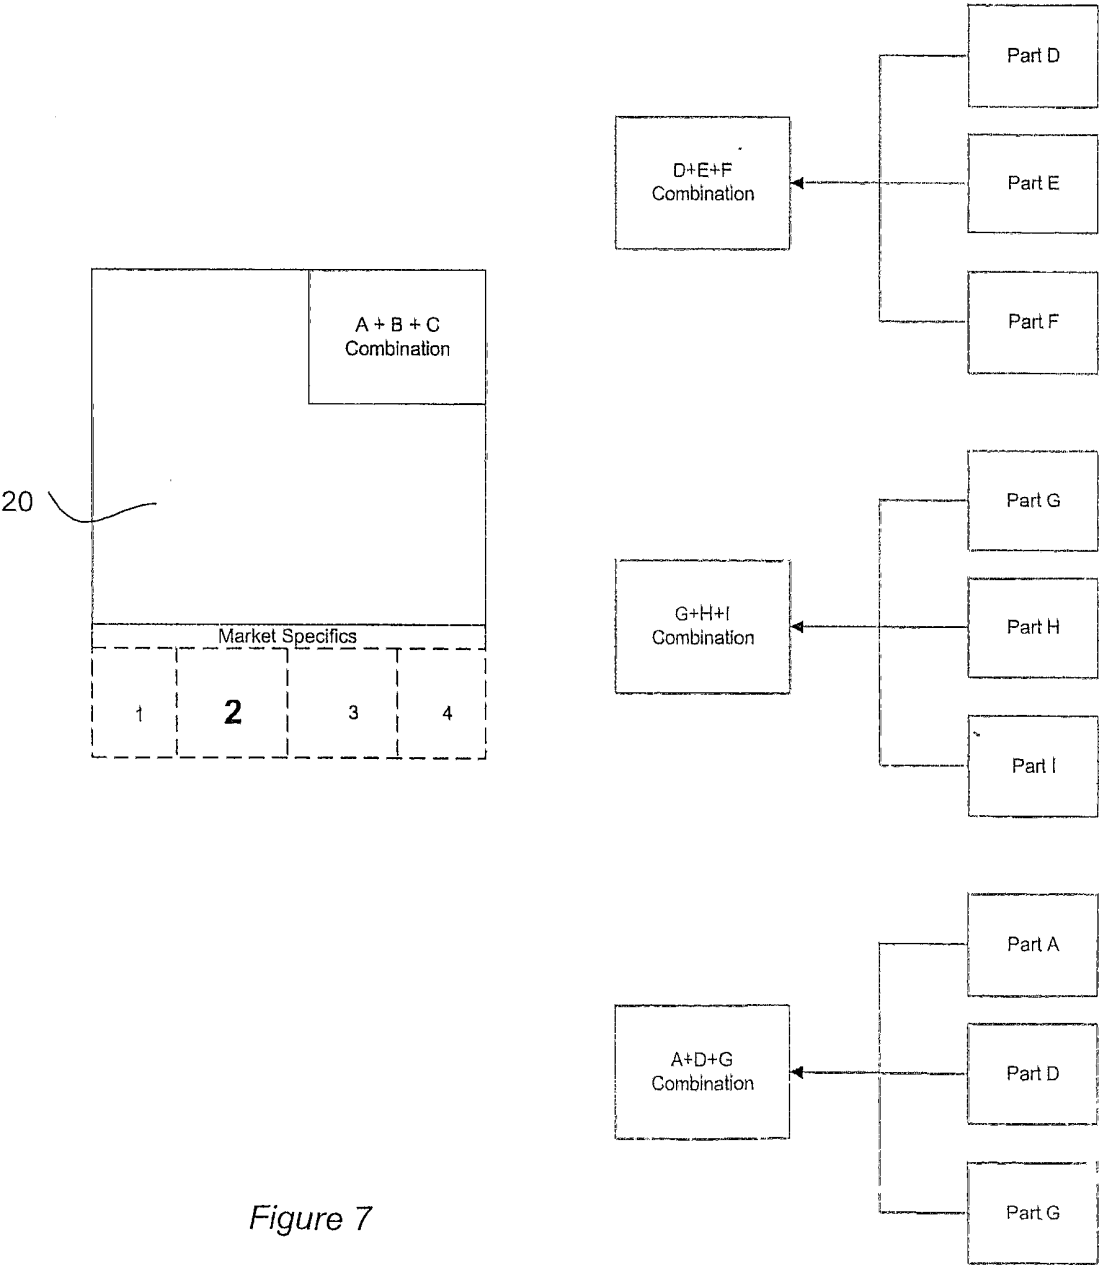 A + B + C
Combination
20
Market Specifics
1 2 3 4
Part D
D+E+F
Combination
Part E
Part F
Part G
G+H+I
Combination
Part H
Part I
Part A
A+D+G
Combination
Part D
Part G
Figure 7